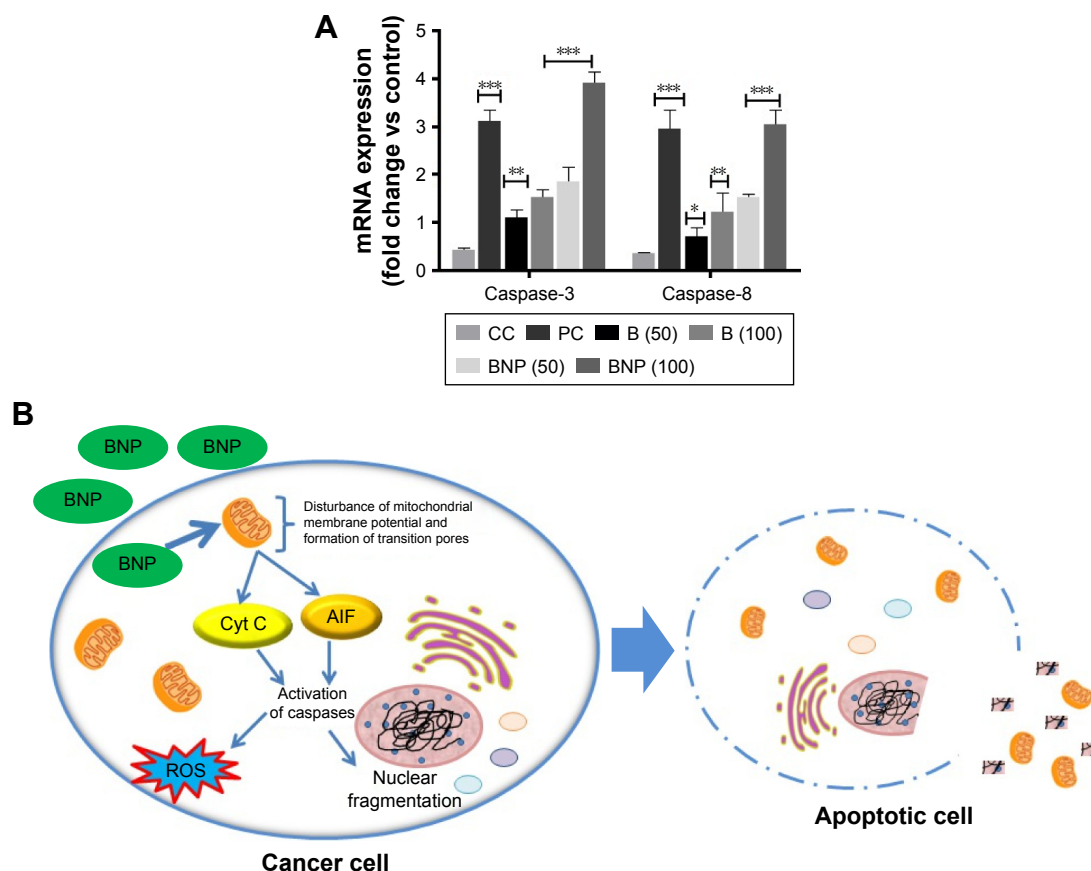 A
mRNA expression
(fold change vs control)
5
4
3
2
1
0
***
**
***
***
*
**
***
Caspase-3
Caspase-8
CC PC B (50) B (100)
BNP (50) BNP (100)
B
BNP
BNP
BNP
BNP
Disturbance of mitochondrial
membrane potential and
formation of transition pores
Cyt C
AIF
Activation
of caspases
ROS
Nuclear
fragmentation
Cancer cell
Apoptotic cell